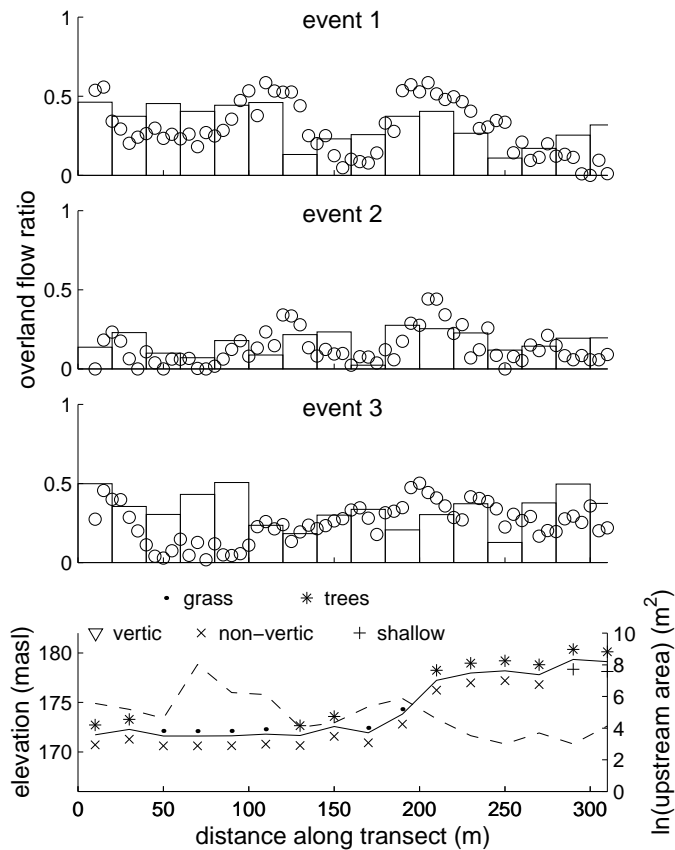 event 1
1
0.5
0
event 2
1
0.5
0
overland flow ratio
event 3
1
0.5
0
grass
trees
vertic
non−vertic
shallow
180
175
170
elevation (masl)
10
8
6
4
2
0
ln(upstream area) (m²)
0 50 100 150 200 250 300
distance along transect (m)